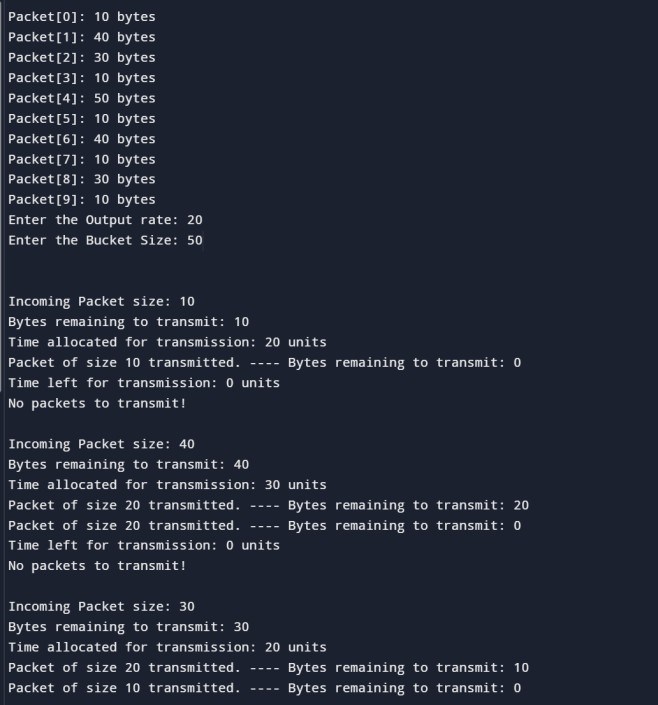 Packet[0]: 10 bytes
Packet[1]: 40 bytes
Packet[2]: 30 bytes
Packet[3]: 10 bytes
Packet[4]: 50 bytes
Packet[5]: 10 bytes
Packet[6]: 40 bytes
Packet[7]: 10 bytes
Packet[8]: 30 bytes
Packet[9]: 10 bytes
Enter the Output rate: 20
Enter the Bucket Size: 50
Incoming Packet size: 10
Bytes remaining to transmit: 10
Time allocated for transmission: 20 units
Packet of size 10 transmitted. ---- Bytes remaining to transmit: 0
Time left for transmission: 0 units
No packets to transmit!
Incoming Packet size: 40
Bytes remaining to transmit: 40
Time allocated for transmission: 30 units
Packet of size 20 transmitted. ---- Bytes remaining to transmit: 20
Packet of size 20 transmitted. ---- Bytes remaining to transmit: 0
Time left for transmission: 0 units
No packets to transmit!
Incoming Packet size: 30
Bytes remaining to transmit: 30
Time allocated for transmission: 20 units
Packet of size 20 transmitted. ---- Bytes remaining to transmit: 10
Packet of size 10 transmitted. ---- Bytes remaining to transmit: 0